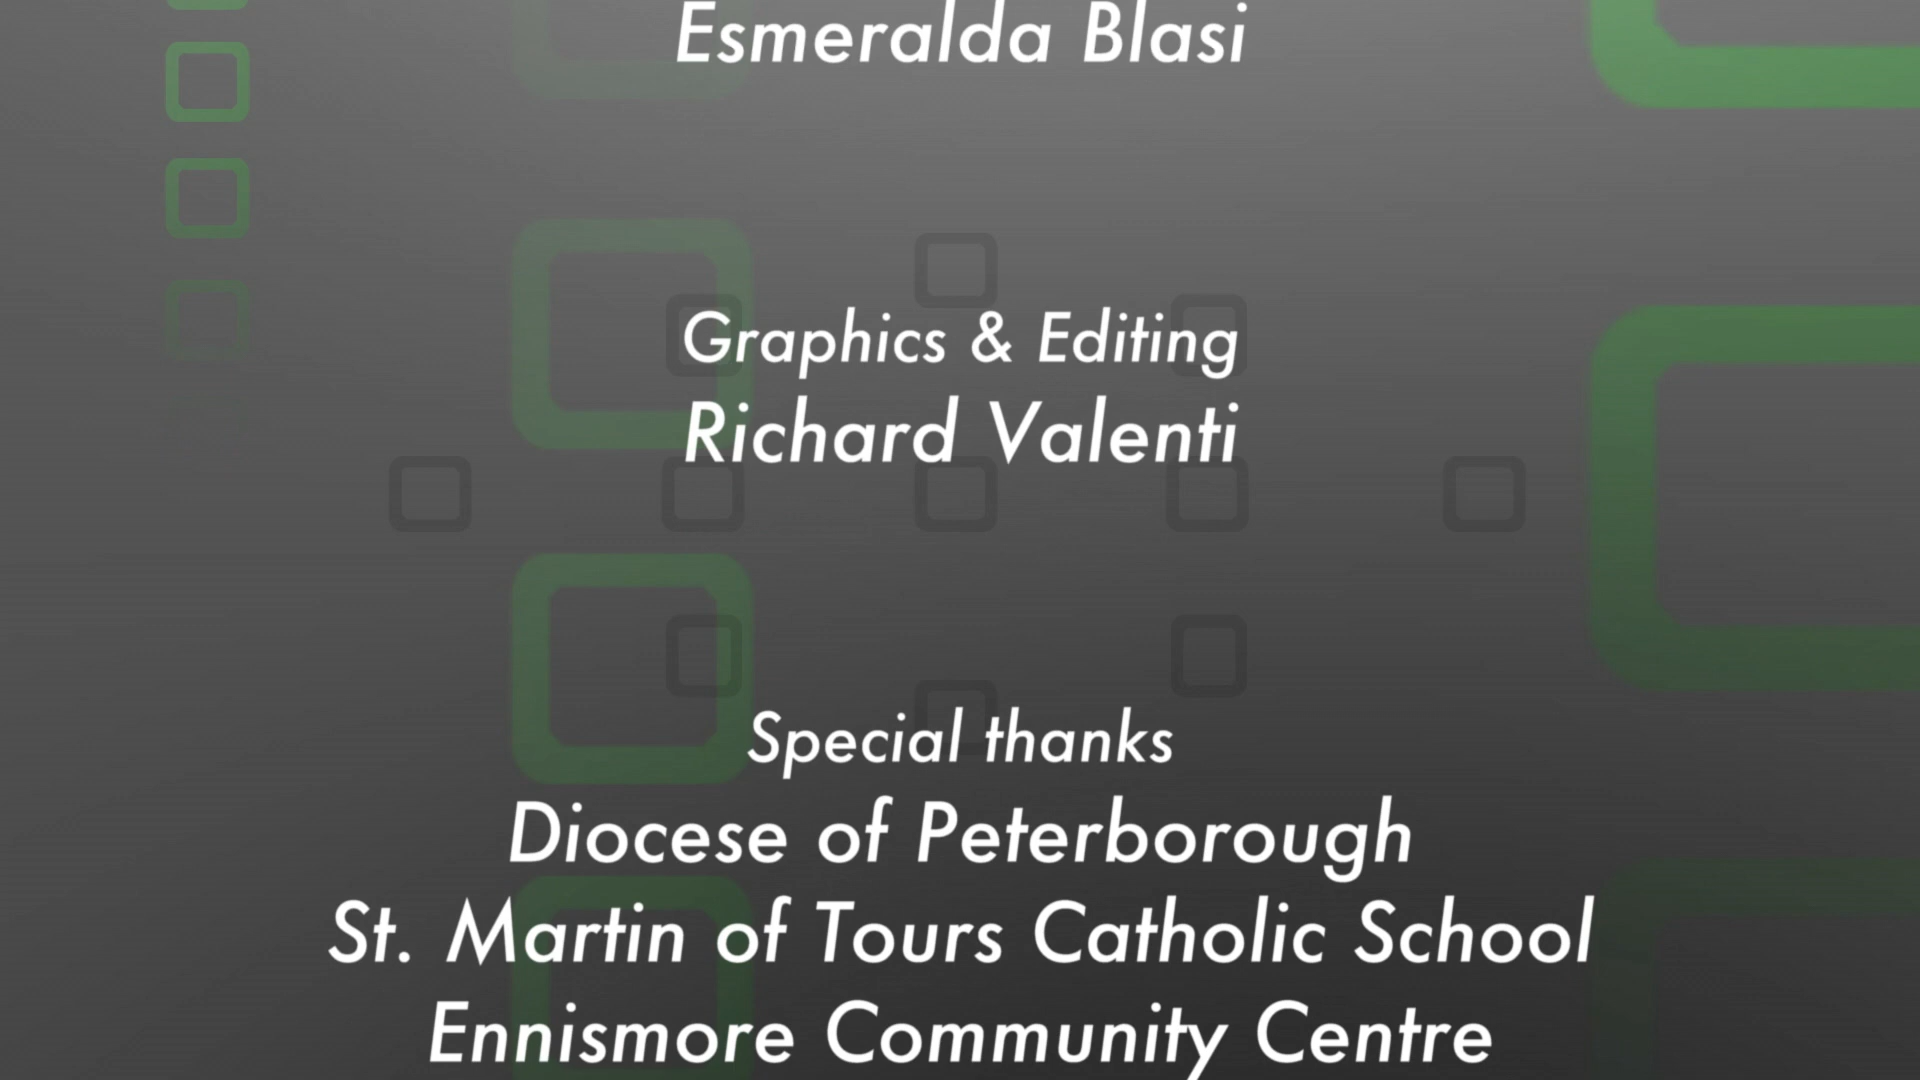 Esmeralda Blasi
Graphics & Editing
Richard Valenti
Special thanks
Diocese of Peterborough
St. Martin of Tours Catholic School
Ennismore Community Centre